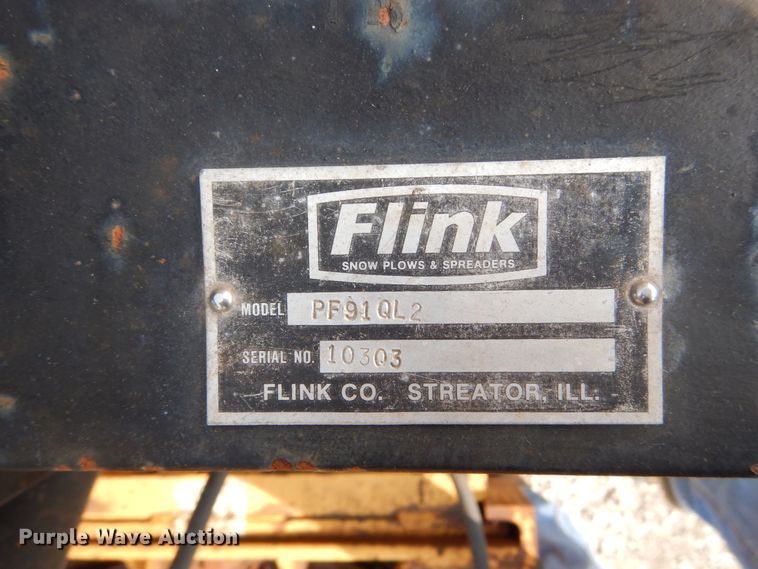 Flink
SNOW PLOWS & SPREADERS
MODEL PF91QL2
SERIAL NO. 10303
FLINK CO. STREATOR, ILL.
Purple Wave Auction